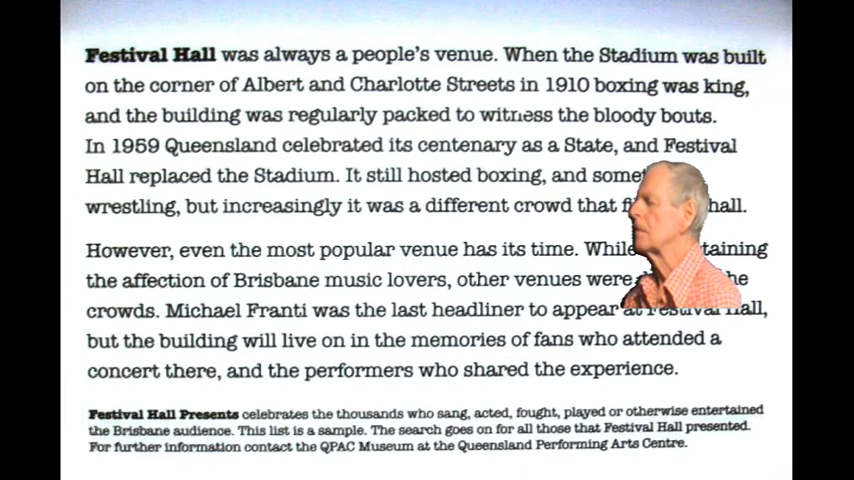 Festival Hall was always a people's venue. When the Stadium was built
on the corner of Albert and Charlotte Streets in 1910 boxing was king,
and the building was regularly packed to witness the bloody bouts.
In 1959 Queensland celebrated its centenary as a State, and Festival
Hall replaced the Stadium. It still hosted boxing, and
wrestling, but increasingly it was a different crowd that hall.
However, even the most popular venue has its time. While
the affection of Brisbane music lovers, other venues were
crowds. Michael Franti was the last headliner to appear at Festival Hall,
but the building will live on in the memories of fans who attended a
concert there, and the performers who shared the experience.
Festival Hall Presents celebrates the thousands who sang, acted, fought, played or otherwise entertained
the Brisbane audience. This list is a sample. The search goes on for all those that Festival Hall presented.
For further information contact the QPAC Museum at the Queensland Performing Arts Centre.